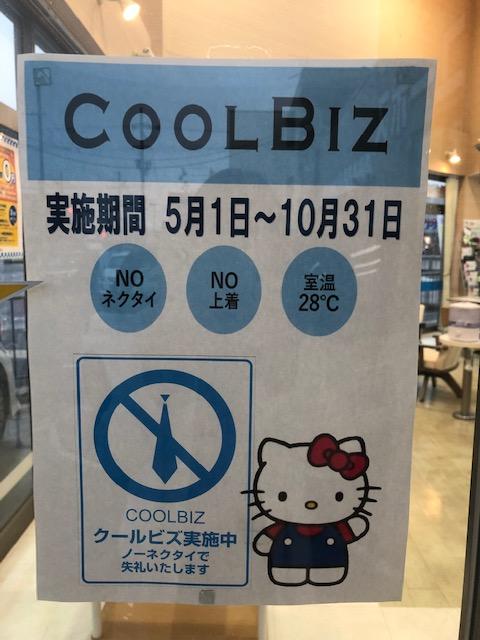 COOLBIZ
実施期間 5月1日～10月31日
NO
ネクタイ
NO
上着
室温
28℃
COOLBIZ
クールビズ実施中
ノーネクタイで
失礼いたします